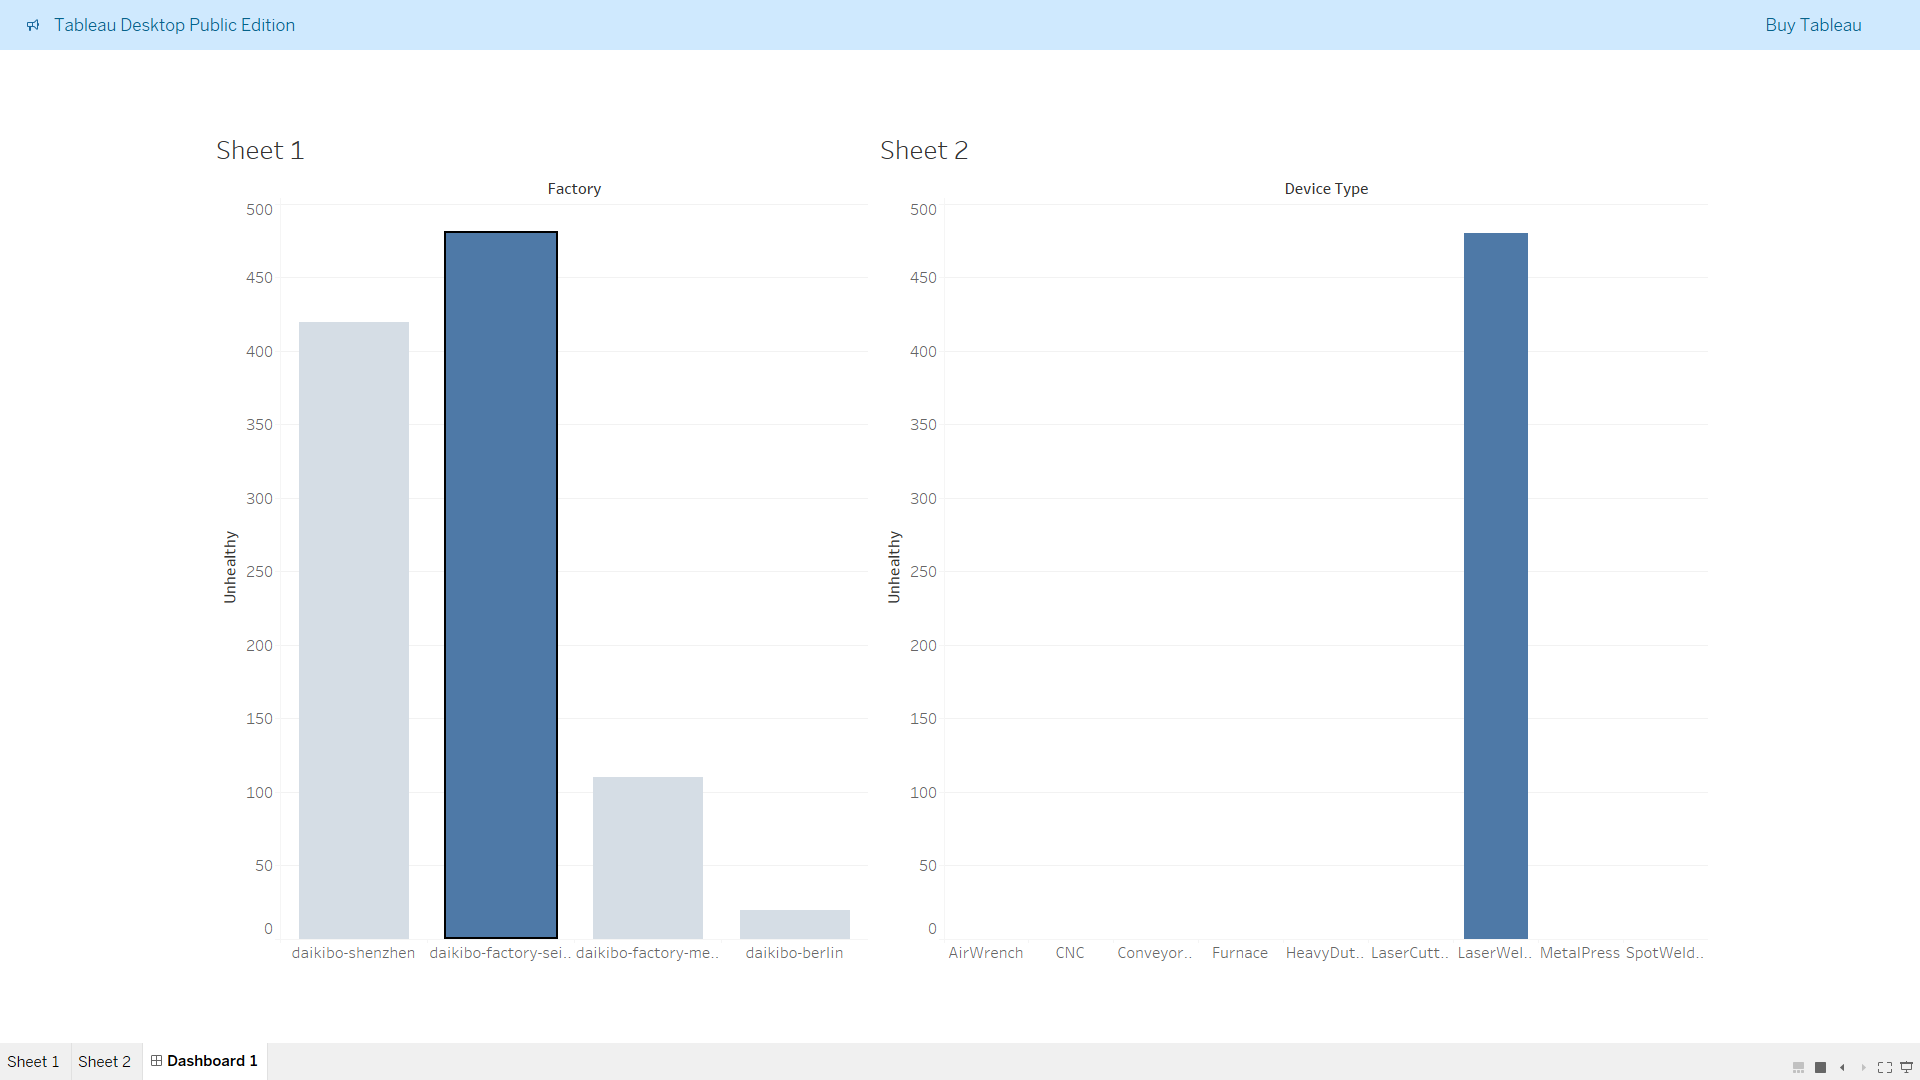 Tableau Desktop Public Edition
Buy Tableau
Sheet 1
Factory
500
450
400
350
300
250
200
150
100
50
0
Unhealthy
daikibo-shenzhen daikibo-factory-sei.. daikibo-factory-me.. daikibo-berlin
Sheet 2
Device Type
500
450
400
350
300
250
200
150
100
50
0
Unhealthy
AirWrench CNC Conveyor.. Furnace HeavyDut.. LaserCutt.. LaserWel.. MetalPress SpotWeld..
Sheet 1 Sheet 2 Dashboard 1